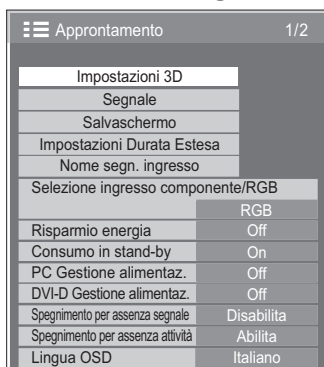 Approntamento 1/2
Impostazioni 3D
Segnale
Salvaschermo
Impostazioni Durata Estesa
Nome segn. ingresso
Selezione ingresso componente/RGB
RGB
Risparmio energia Off
Consumo in stand-by On
PC Gestione alimentaz. Off
DVI-D Gestione alimentaz. Off
Spegnimento per assenza segnale Disabilita
Spegnimento per assenza attività Abilita
Lingua OSD Italiano